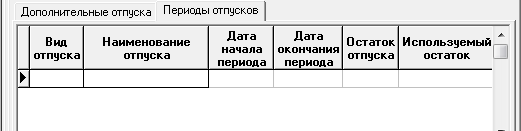 Дополнительные отпуска Периоды отпусков
Вид отпуска Наименование отпуска Дата начала периода Дата окончания периода Остаток отпуска Используемый остаток